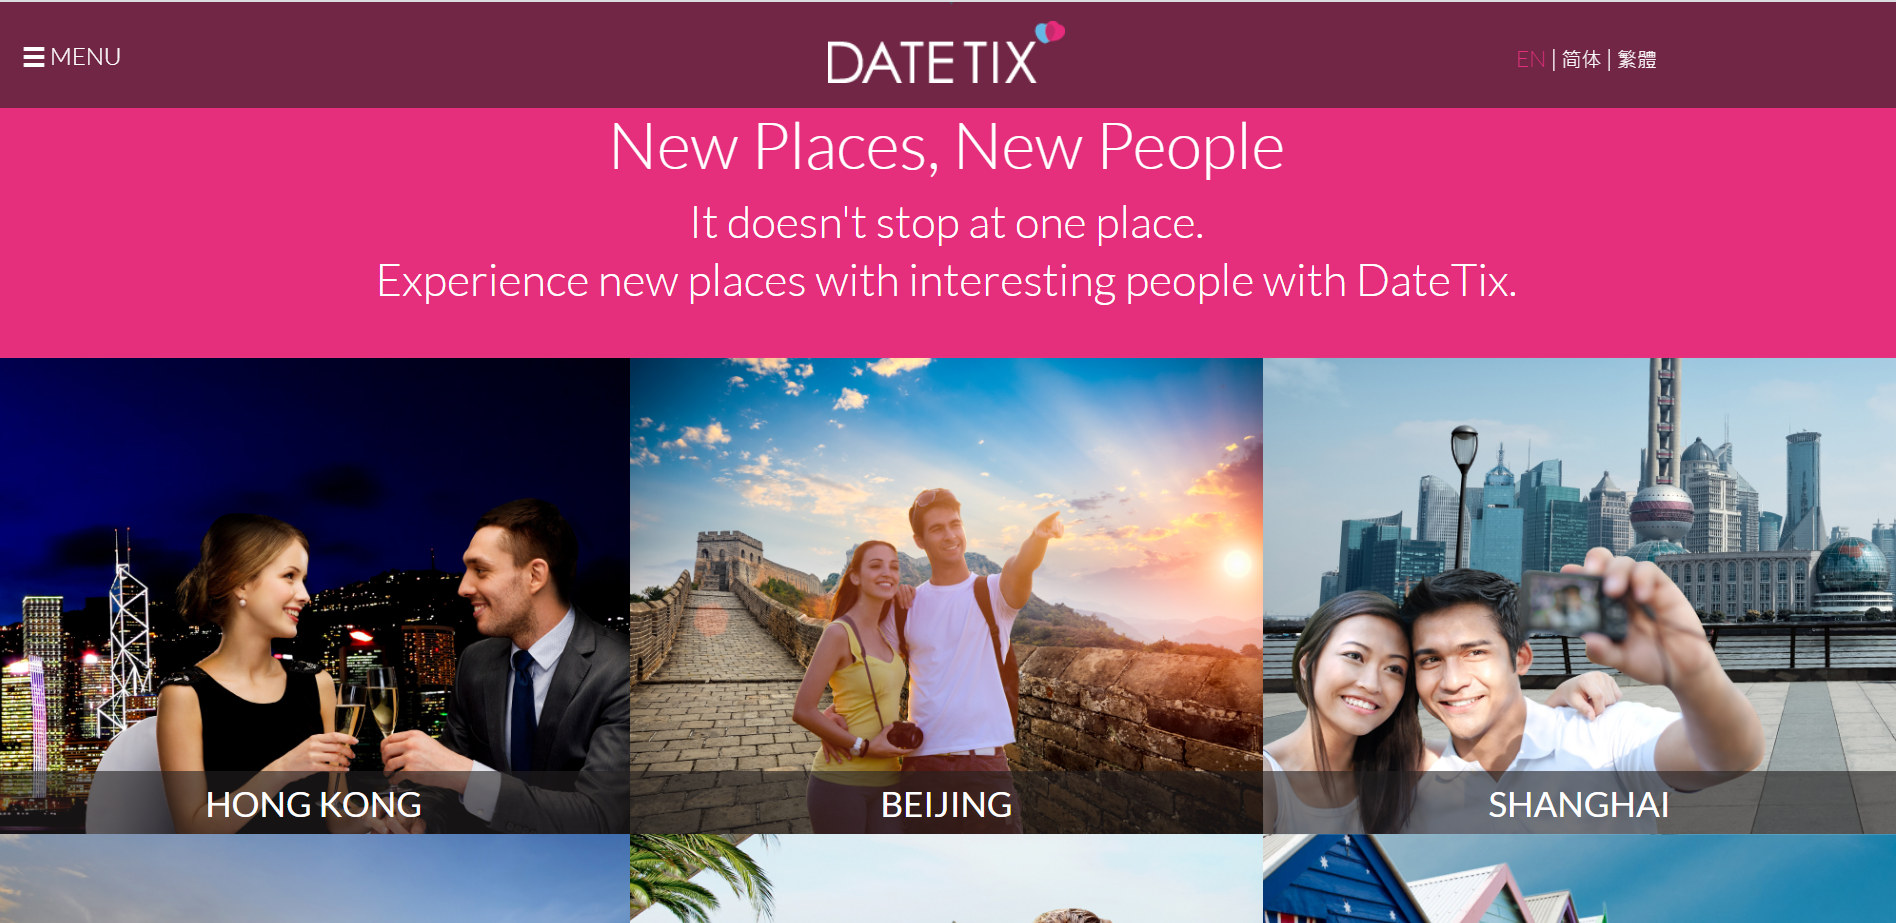 MENU
DATETIX
EN | 简体 | 繁體
New Places, New People
It doesn't stop at one place.
Experience new places with interesting people with DateTix.
HONG KONG
BEIJING
SHANGHAI